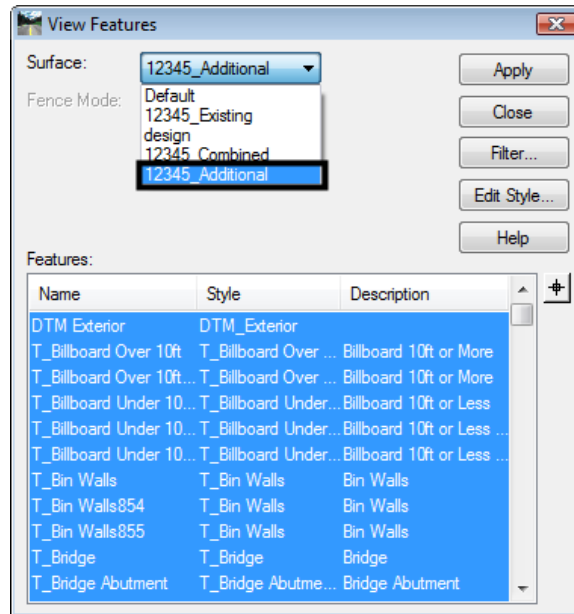 View Features
Surface:
12345_Additional
Apply
Fence Mode:
Default
12345_Existing
design
12345_Combined
12345_Additional
Close
Filter...
Edit Style...
Help
Features:
Name Style Description
DTM Exterior DTM_Exterior
T_Billboard Over 10ft T_Billboard Over ... Billboard 10ft or More
T_Billboard Over 10ft... T_Billboard Over ... Billboard 10ft or More
T_Billboard Under 10... T_Billboard Under... Billboard 10ft or Less
T_Billboard Under 10... T_Billboard Under... Billboard 10ft or Less ...
T_Billboard Under 10... T_Billboard Under... Billboard 10ft or Less ...
T_Bin Walls T_Bin Walls Bin Walls
T_Bin Walls854 T_Bin Walls Bin Walls
T_Bin Walls855 T_Bin Walls Bin Walls
T_Bridge T_Bridge Bridge
T_Bridge Abutment T_Bridge Abutme... Bridge Abutment